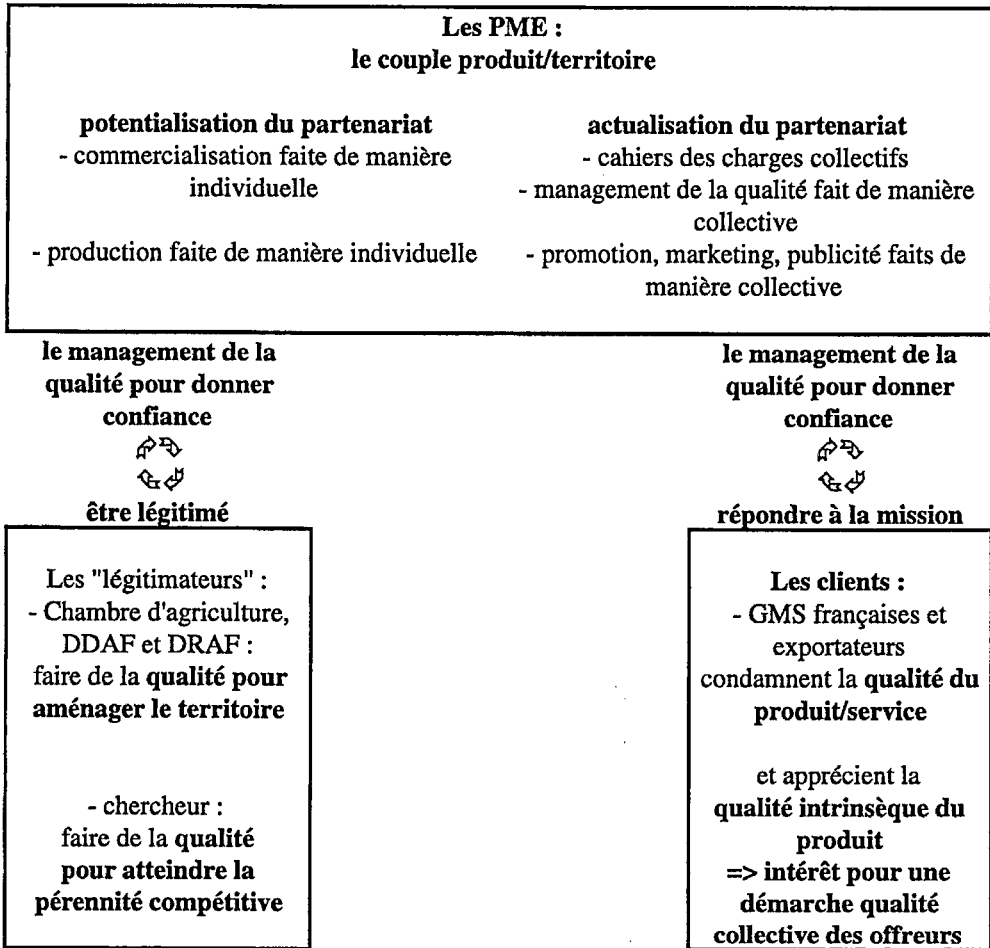 Les PME :
le couple produit/territoire
potentialisation du partenariat
- commercialisation faite de manière
individuelle
- production faite de manière individuelle
actualisation du partenariat
- cahiers des charges collectifs
- management de la qualité fait de manière
collective
- promotion, marketing, publicité faits de
manière collective
le management de la
qualité pour donner
confiance
être légitimé
Les "légitimateurs" :
- Chambre d'agriculture,
DDAF et DRAF :
faire de la qualité pour
aménager le territoire
- chercheur :
faire de la qualité
pour atteindre la
pérennité compétitive
le management de la
qualité pour donner
confiance
répondre à la mission
Les clients :
- GMS françaises et
exportateurs
condamnent la qualité du
produit/service
et apprécient la
qualité intrinsèque du
produit
=> intérêt pour une
démarche qualité
collective des offreurs